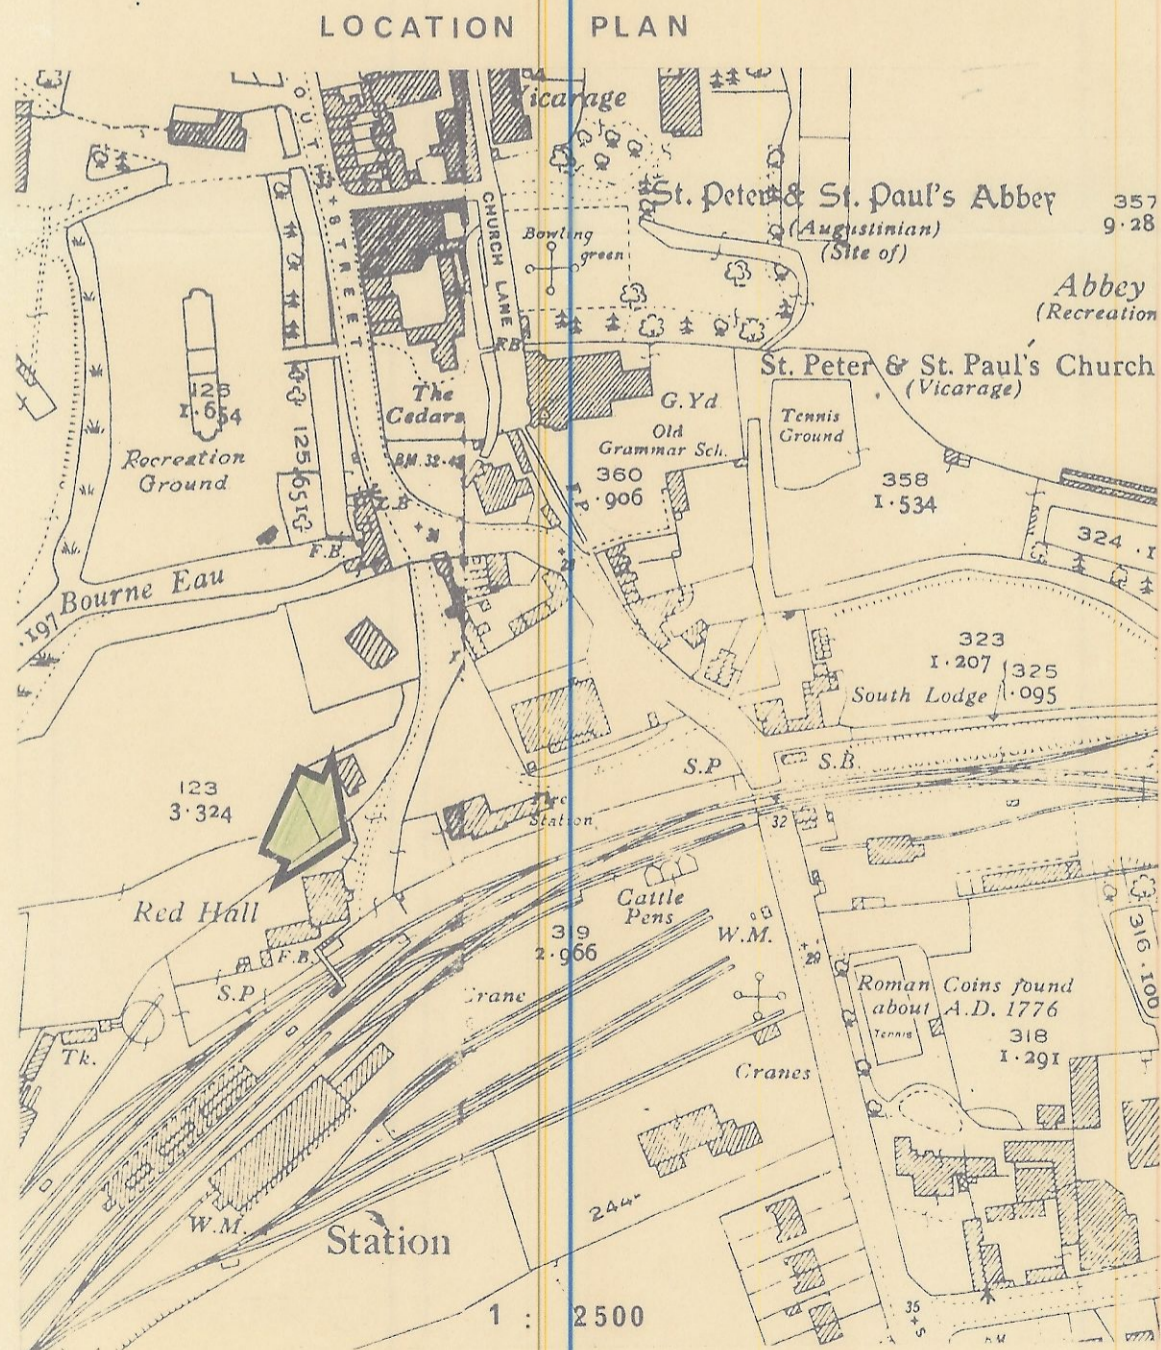 LOCATION PLAN
Vicarage
SOUTH STREET
CHURCH LANE
St. Peter & St. Paul's Abbey
(Augustinian)
(Site of)
357
9·28
Bowling
green
Abbey
(Recreation
St. Peter & St. Paul's Church
(Vicarage)
126
1·654
The
Cedars
G.Yd
Old
Grammar Sch.
Tennis
Ground
Recreation
Ground
125
·651
B.M. 32·48
360
·906
358
1·534
F.P.
L.B
F.B.
324 ·1
Bourne Eau
·197
323
1·207
325
·095
South Lodge
S.P
S.B.
123
3·324
Fire
Station
32
Red Hall
Cattle
Pens
319
2·966
W.M.
F.B.
S.P
Crane
29
Roman Coins found
about A.D. 1776
Tennis
318
1·291
316 ·100
Tk.
Cranes
244
W.M.
Station
35
1 : 2500